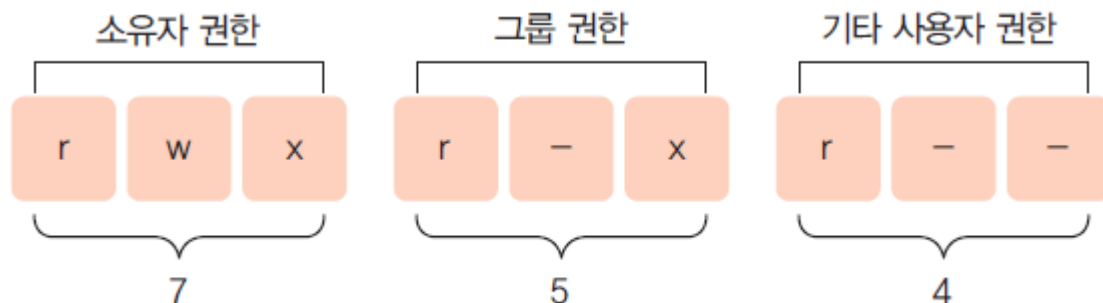 소유자 권한 그룹 권한 기타 사용자 권한
r w x r – x r – –
7 5 4